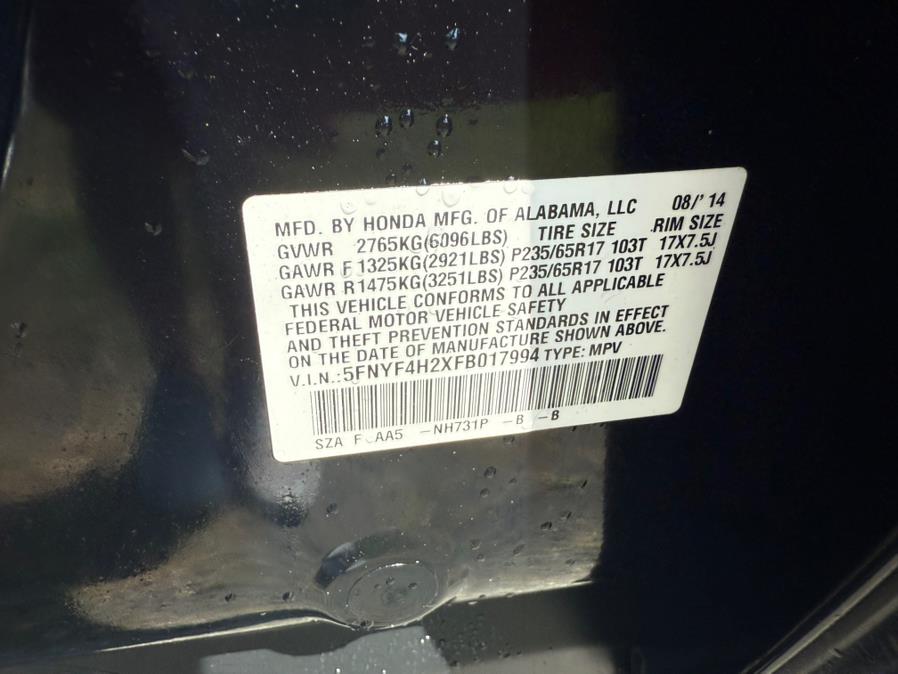 MFD. BY HONDA MFG. OF ALABAMA, LLC 08/'14
GVWR 2765KG(6096LBS) TIRE SIZE RIM SIZE
GAWR F 1325KG(2921LBS) P235/65R17 103T 17X7.5J
GAWR R1475KG(3251LBS) P235/65R17 103T 17X7.5J
THIS VEHICLE CONFORMS TO ALL APPLICABLE
FEDERAL MOTOR VEHICLE SAFETY
AND THEFT PREVENTION STANDARDS IN EFFECT
ON THE DATE OF MANUFACTURE SHOWN ABOVE.
V.I.N.:5FNYF4H2XFB017994 TYPE: MPV
SZA -NH731P -B -B